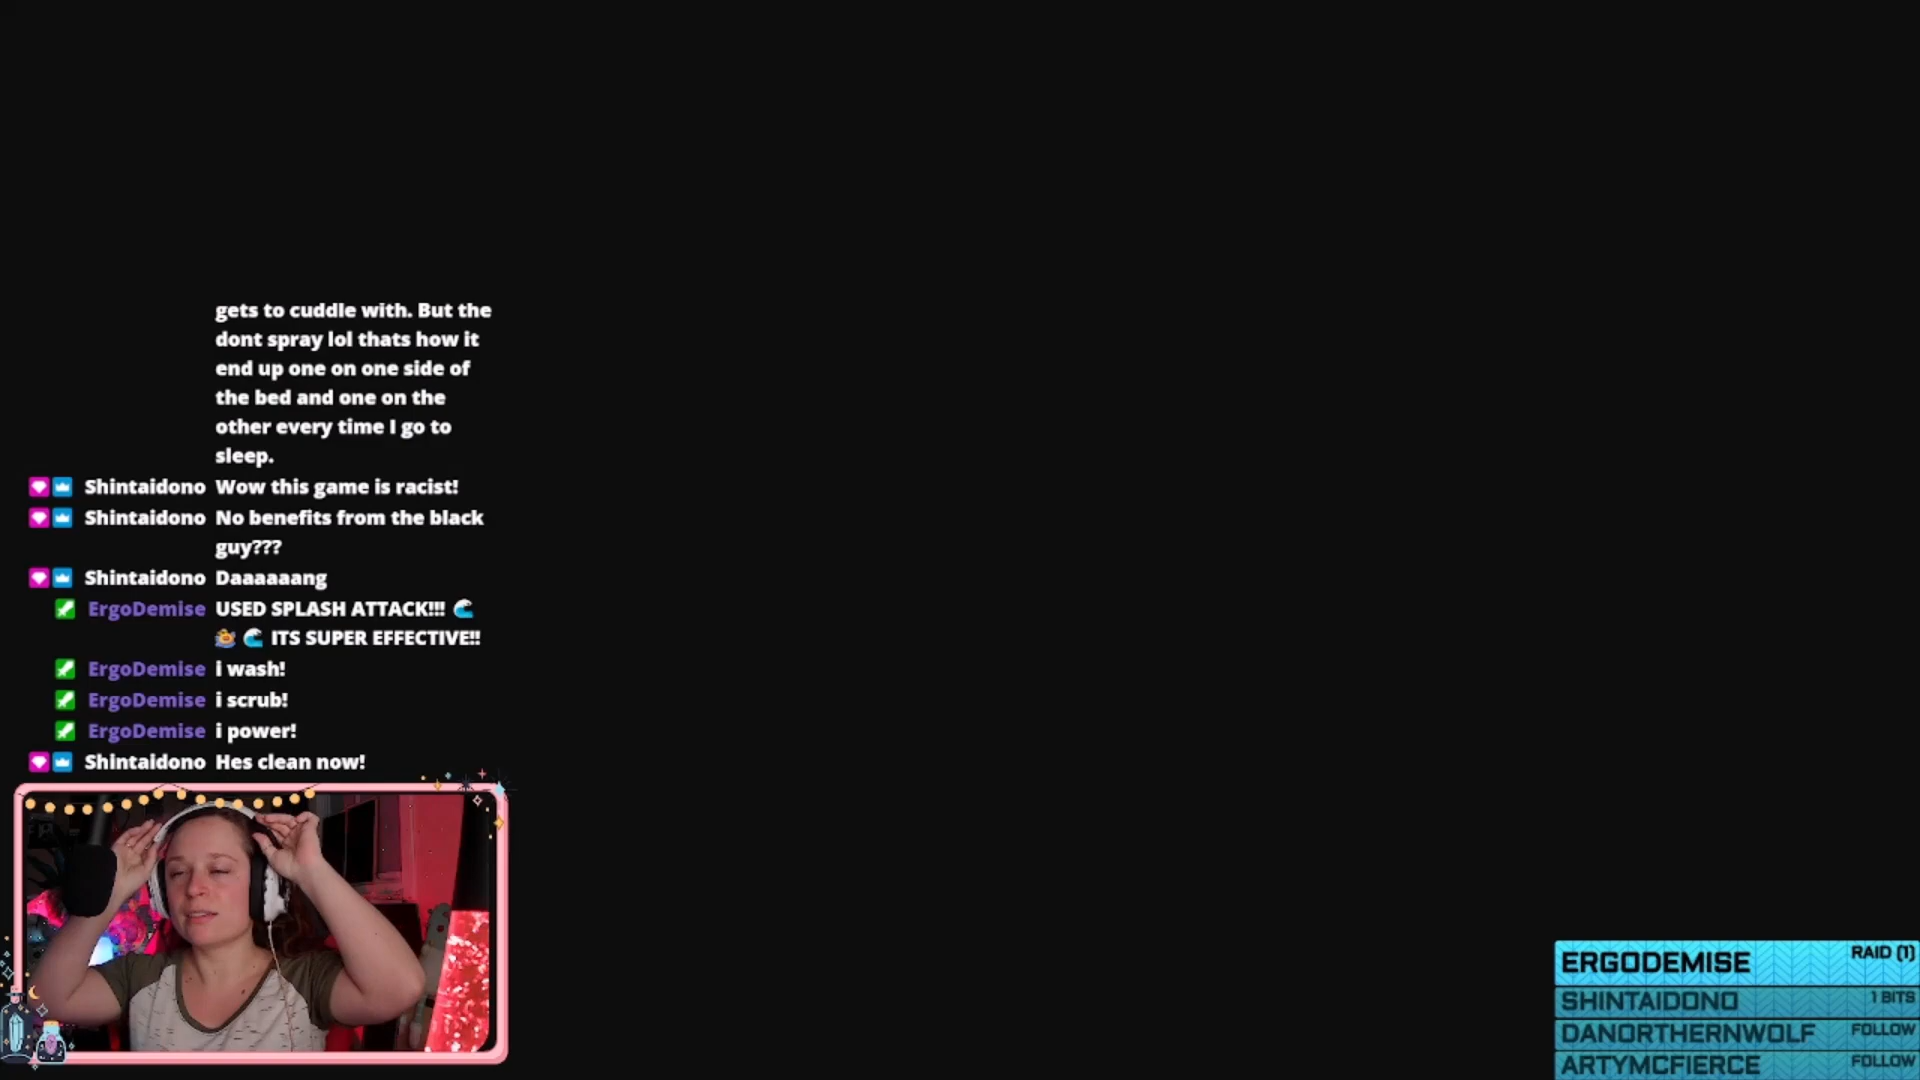 gets to cuddle with. But the
dont spray lol thats how it
end up one on one side of
the bed and one on the
other every time I go to
sleep.
Shintaidono Wow this game is racist!
Shintaidono No benefits from the black
guy???
Shintaidono Daaaaaang
ErgoDemise USED SPLASH ATTACK!!! 🌊
🌊 ITS SUPER EFFECTIVE!!
ErgoDemise i wash!
ErgoDemise i scrub!
ErgoDemise i power!
Shintaidono Hes clean now!
ERGODEMISE RAID (1)
SHINTAIDONO 1 BITS
DANORTHERNWOLF FOLLOW
ARTYMCFIERCE FOLLOW